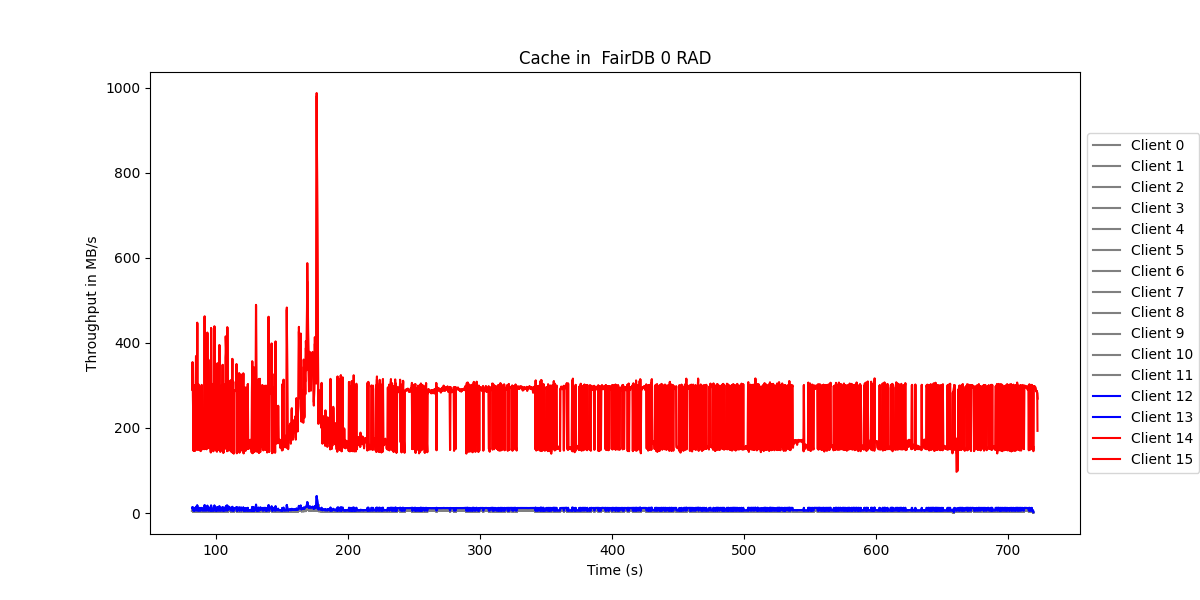 Cache in  FairDB 0 RAD
Throughput in MB/s
1000
800
600
400
200
0
100
200
300
400
500
600
700
Time (s)
Client 0
Client 1
Client 2
Client 3
Client 4
Client 5
Client 6
Client 7
Client 8
Client 9
Client 10
Client 11
Client 12
Client 13
Client 14
Client 15